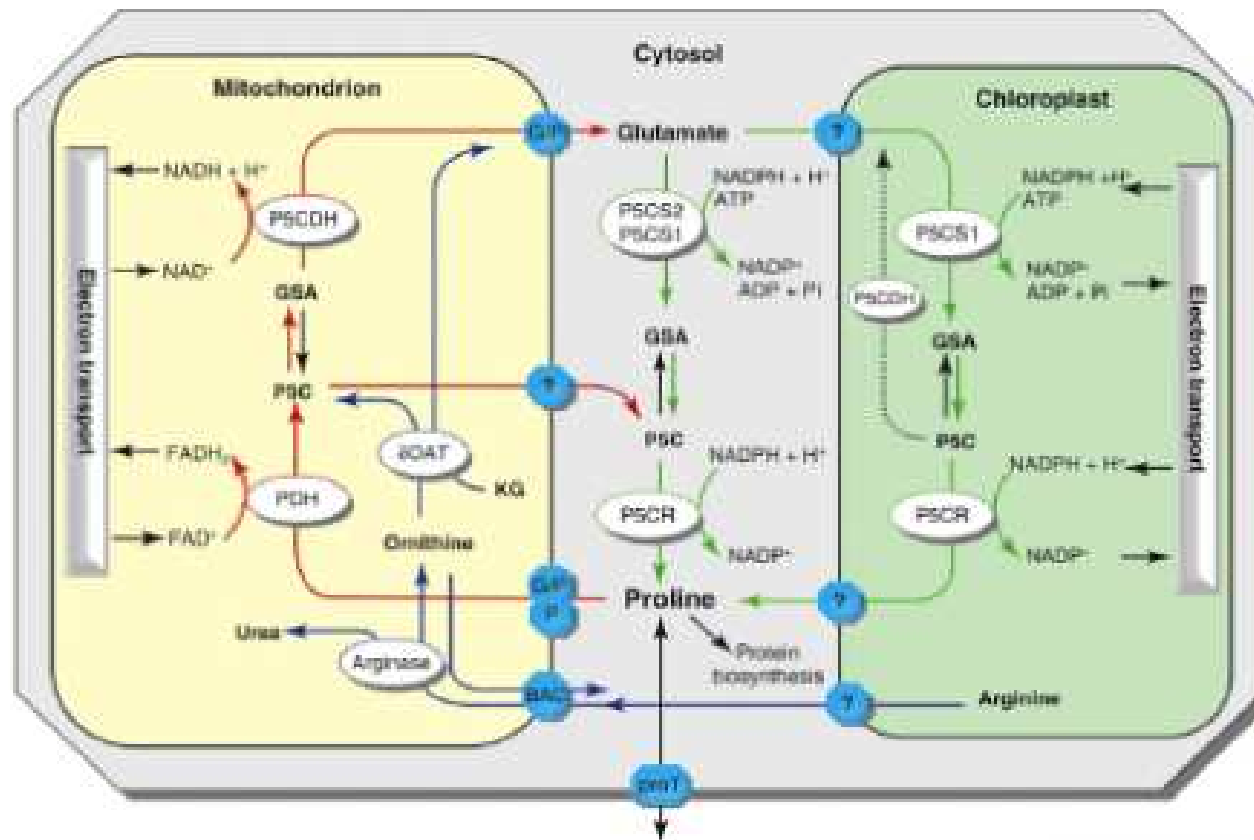 Cytosol
Mitochondrion
Chloroplast
G/P
Glutamate
?
NADH + H⁺
P5CDH
NAD⁺
GSA
P5C
FADH₂
PDH
FAD⁺
Electron transport
δOAT
KG
Ornithine
Urea
Arginase
?
G/P
P
BAC
P5CS2
P5CS1
NADPH + H⁺
ATP
NADP⁺
ADP + Pi
GSA
P5C
NADPH + H⁺
P5CR
NADP⁺
Proline
Protein
biosynthesis
proT
P5CDH
NADPH +H⁺
ATP
P5CS1
NADP⁺
ADP + Pi
GSA
P5C
NADPH + H⁺
P5CR
NADP⁺
Electron transport
?
?
Arginine